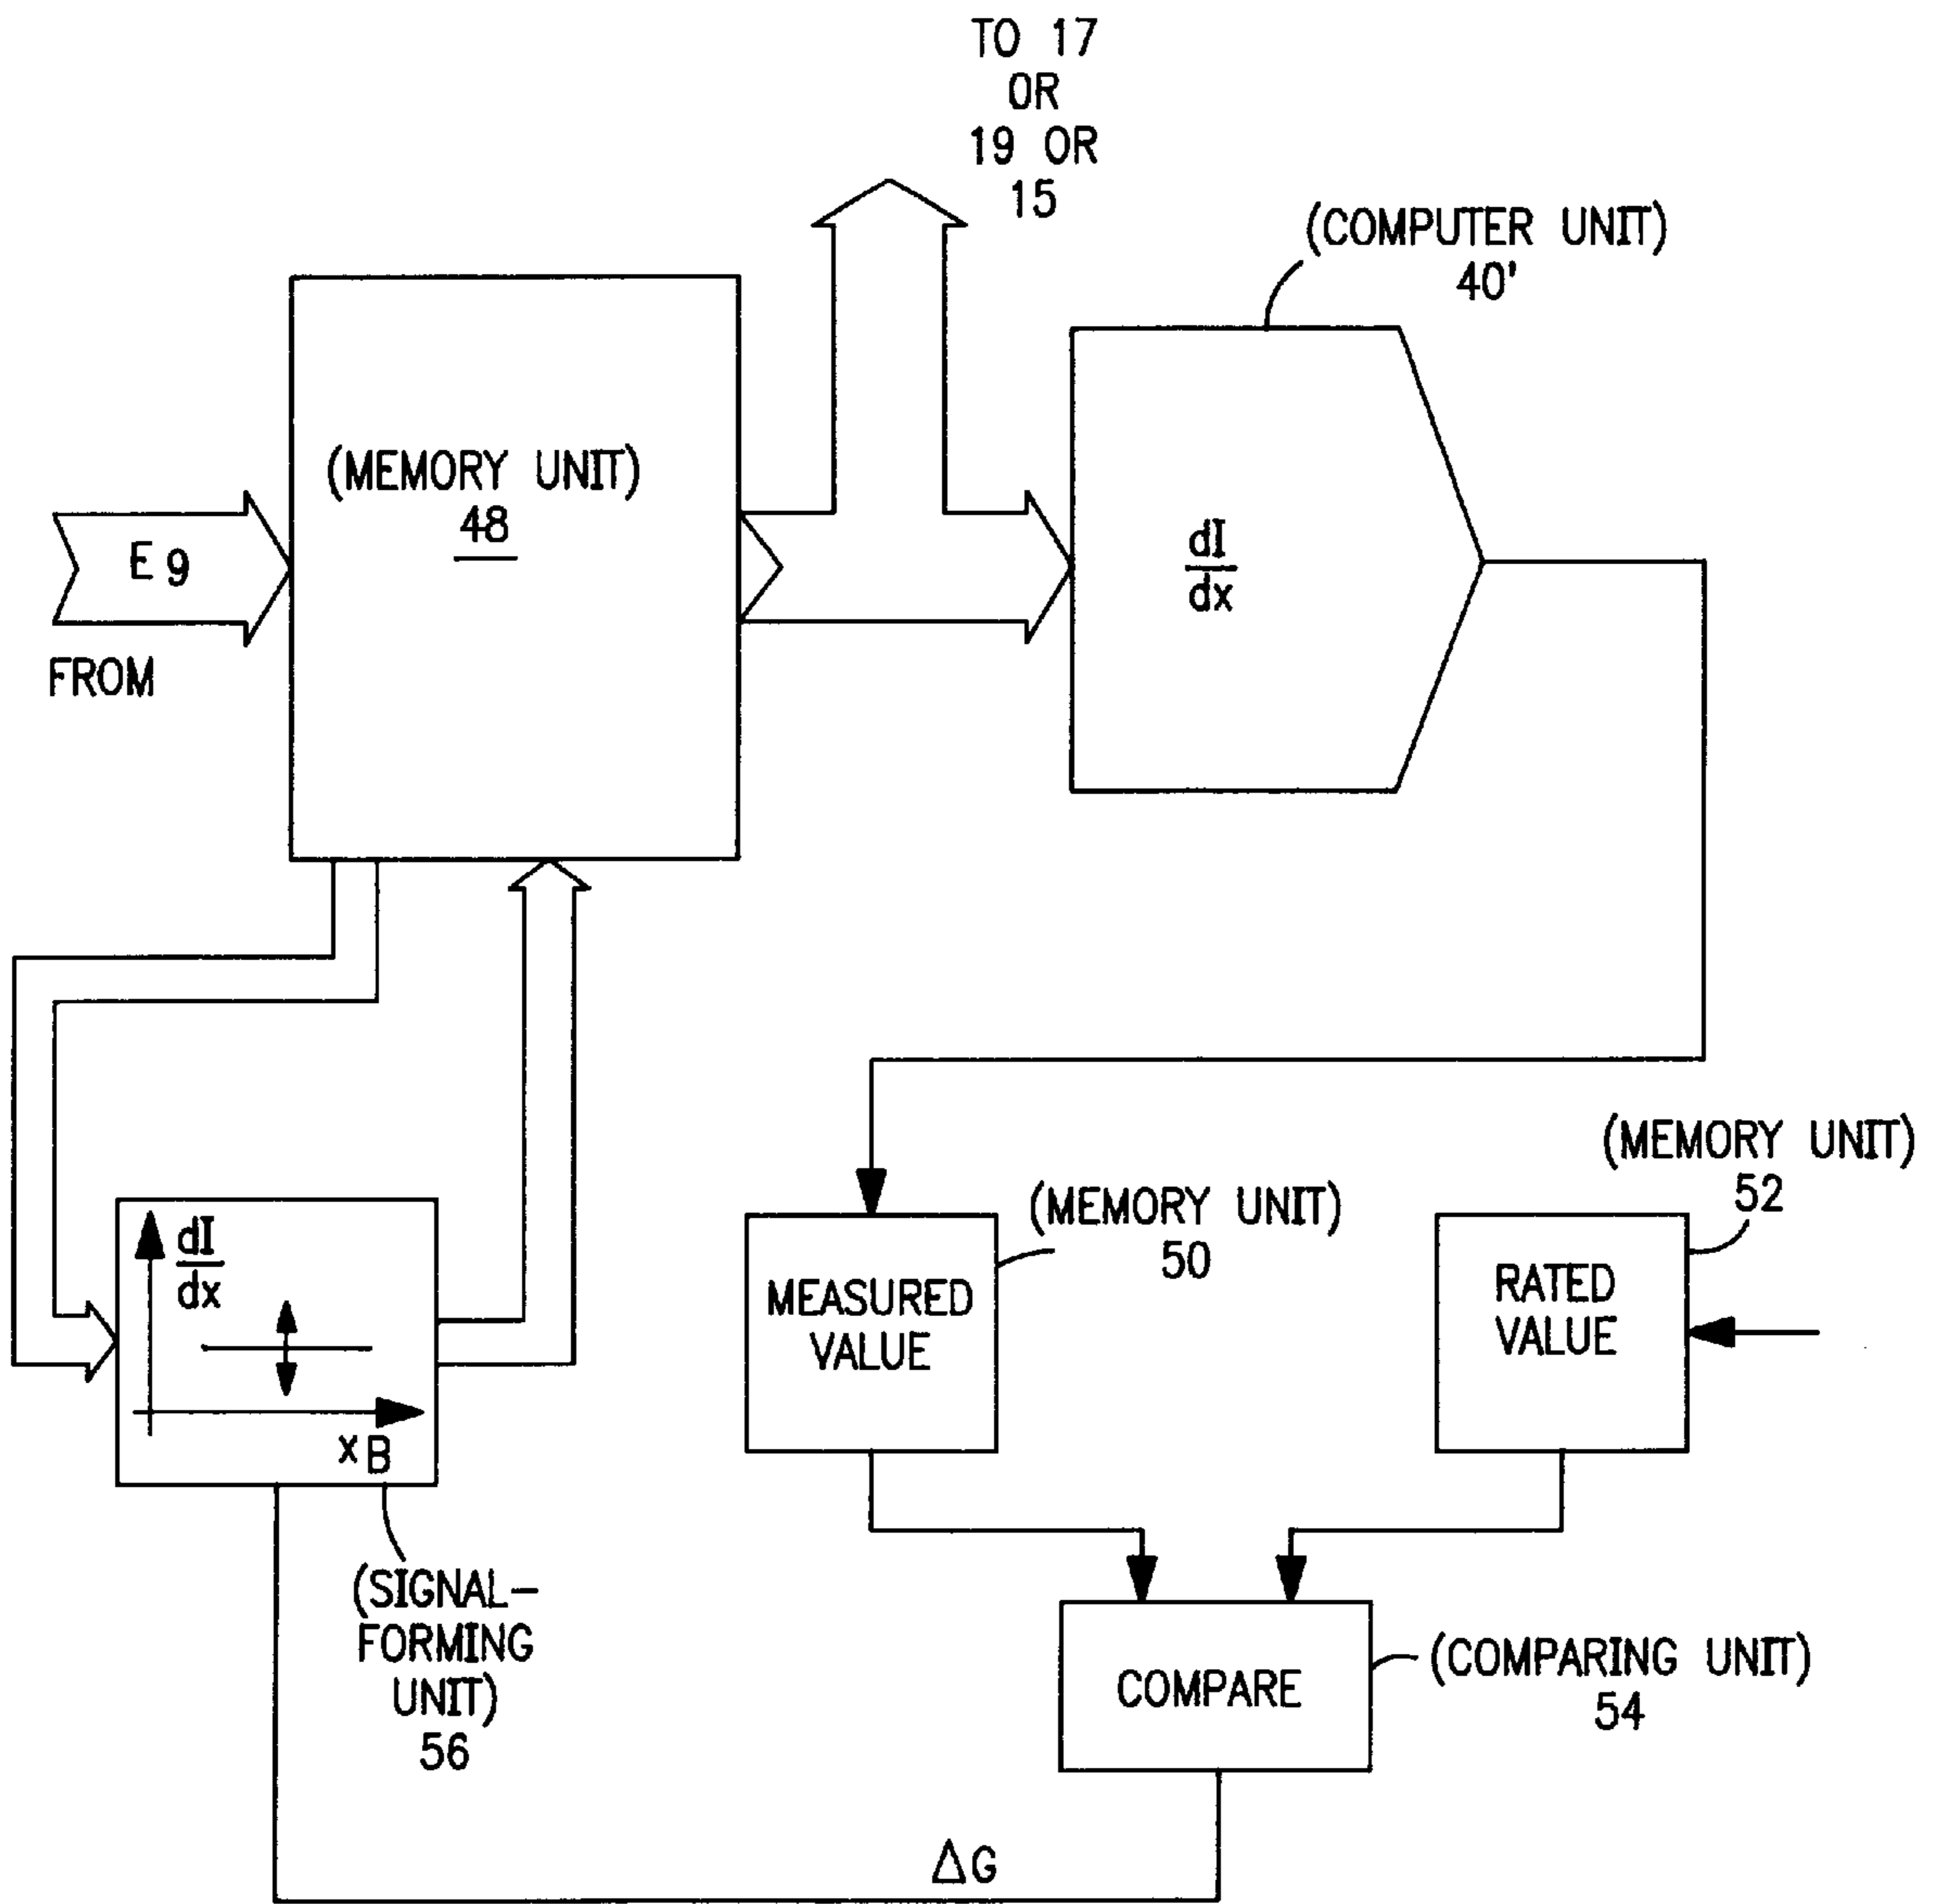 TO 17
OR
19 OR
15
(COMPUTER UNIT)
40'
(MEMORY UNIT)
48
E 9
FROM
dI
dx
(MEMORY UNIT)
52
(MEMORY UNIT)
50
dI
dx
xB
MEASURED
VALUE
RATED
VALUE
(SIGNAL-
FORMING
UNIT)
56
COMPARE
(COMPARING UNIT)
54
ΔG